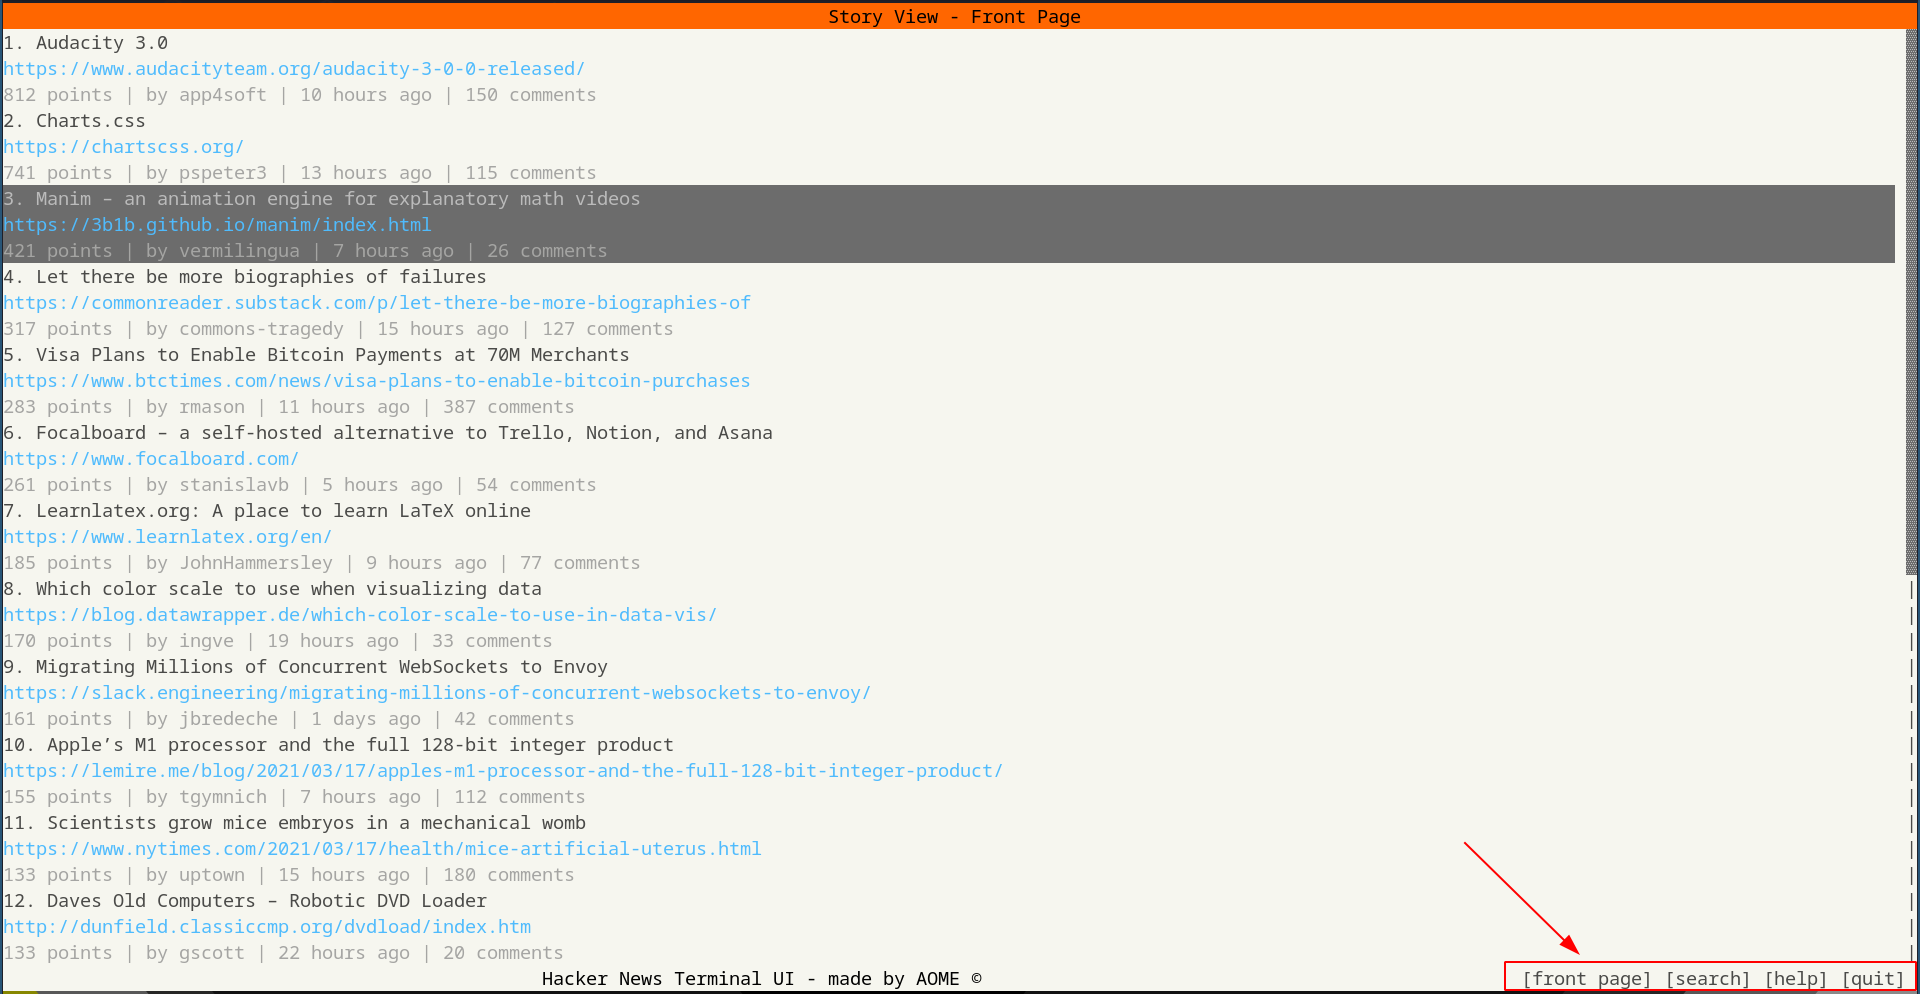 Story View - Front Page
1. Audacity 3.0
https://www.audacityteam.org/audacity-3-0-0-released/
812 points | by app4soft | 10 hours ago | 150 comments
2. Charts.css
https://chartscss.org/
741 points | by pspeter3 | 13 hours ago | 115 comments
3. Manim – an animation engine for explanatory math videos
https://3b1b.github.io/manim/index.html
421 points | by vermilingua | 7 hours ago | 26 comments
4. Let there be more biographies of failures
https://commonreader.substack.com/p/let-there-be-more-biographies-of
317 points | by commons-tragedy | 15 hours ago | 127 comments
5. Visa Plans to Enable Bitcoin Payments at 70M Merchants
https://www.btctimes.com/news/visa-plans-to-enable-bitcoin-purchases
283 points | by rmason | 11 hours ago | 387 comments
6. Focalboard – a self-hosted alternative to Trello, Notion, and Asana
https://www.focalboard.com/
261 points | by stanislavb | 5 hours ago | 54 comments
7. Learnlatex.org: A place to learn LaTeX online
https://www.learnlatex.org/en/
185 points | by JohnHammersley | 9 hours ago | 77 comments
8. Which color scale to use when visualizing data
https://blog.datawrapper.de/which-color-scale-to-use-in-data-vis/
170 points | by ingve | 19 hours ago | 33 comments
9. Migrating Millions of Concurrent WebSockets to Envoy
https://slack.engineering/migrating-millions-of-concurrent-websockets-to-envoy/
161 points | by jbredeche | 1 days ago | 42 comments
10. Apple’s M1 processor and the full 128-bit integer product
https://lemire.me/blog/2021/03/17/apples-m1-processor-and-the-full-128-bit-integer-product/
155 points | by tgymnich | 7 hours ago | 112 comments
11. Scientists grow mice embryos in a mechanical womb
https://www.nytimes.com/2021/03/17/health/mice-artificial-uterus.html
133 points | by uptown | 15 hours ago | 180 comments
12. Daves Old Computers – Robotic DVD Loader
http://dunfield.classiccmp.org/dvdload/index.htm
133 points | by gscott | 22 hours ago | 20 comments
Hacker News Terminal UI - made by AOME © [front page] [search] [help] [quit]